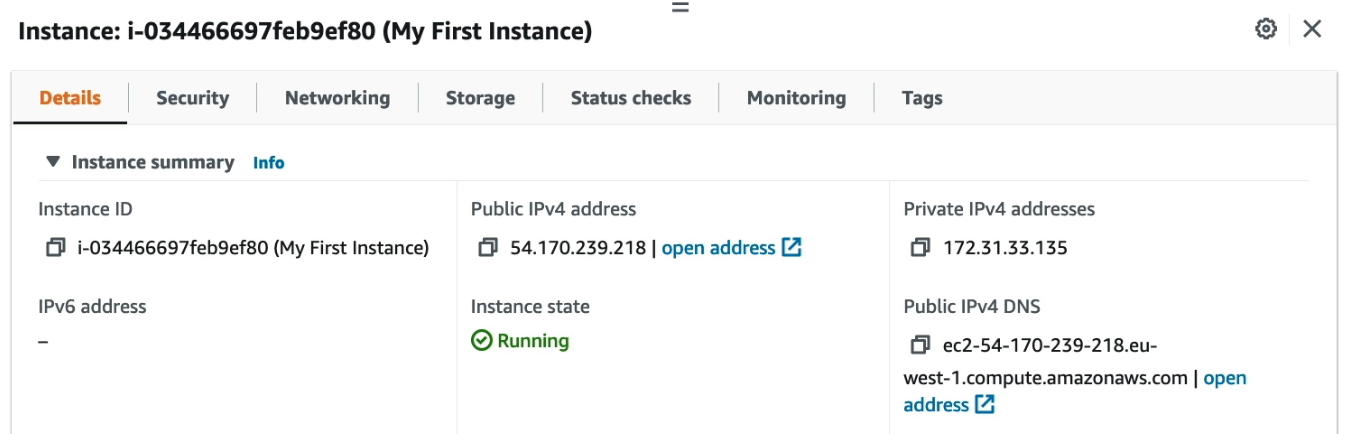 Instance: i-034466697feb9ef80 (My First Instance)
Details
Security
Networking
Storage
Status checks
Monitoring
Tags
Instance summary Info
Instance ID
i-034466697feb9ef80 (My First Instance)
Public IPv4 address
54.170.239.218 | open address
Private IPv4 addresses
172.31.33.135
IPv6 address
–
Instance state
Running
Public IPv4 DNS
ec2-54-170-239-218.eu-
west-1.compute.amazonaws.com | open
address